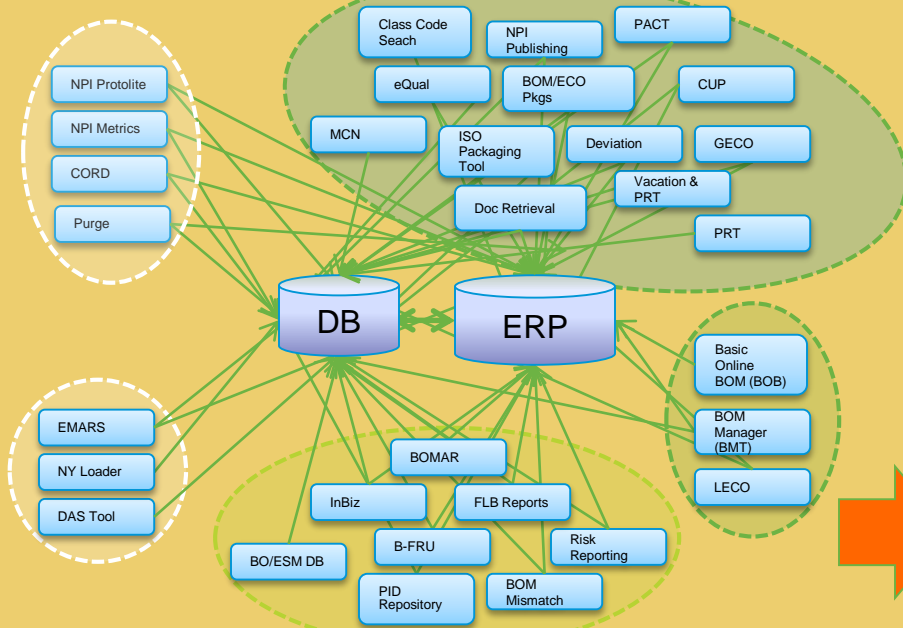 Class Code
Seach
NPI
Publishing
PACT
NPI Protolite
eQual
BOM/ECO
Pkgs
CUP
NPI Metrics
MCN
ISO
Packaging
Tool
Deviation
GECO
CORD
Vacation &
PRT
Purge
Doc Retrieval
PRT
DB
ERP
Basic
Online
BOM (BOB)
EMARS
BOM
Manager
(BMT)
BOMAR
NY Loader
LECO
InBiz
FLB Reports
DAS Tool
BO/ESM DB
B-FRU
Risk
Reporting
PID
Repository
BOM
Mismatch